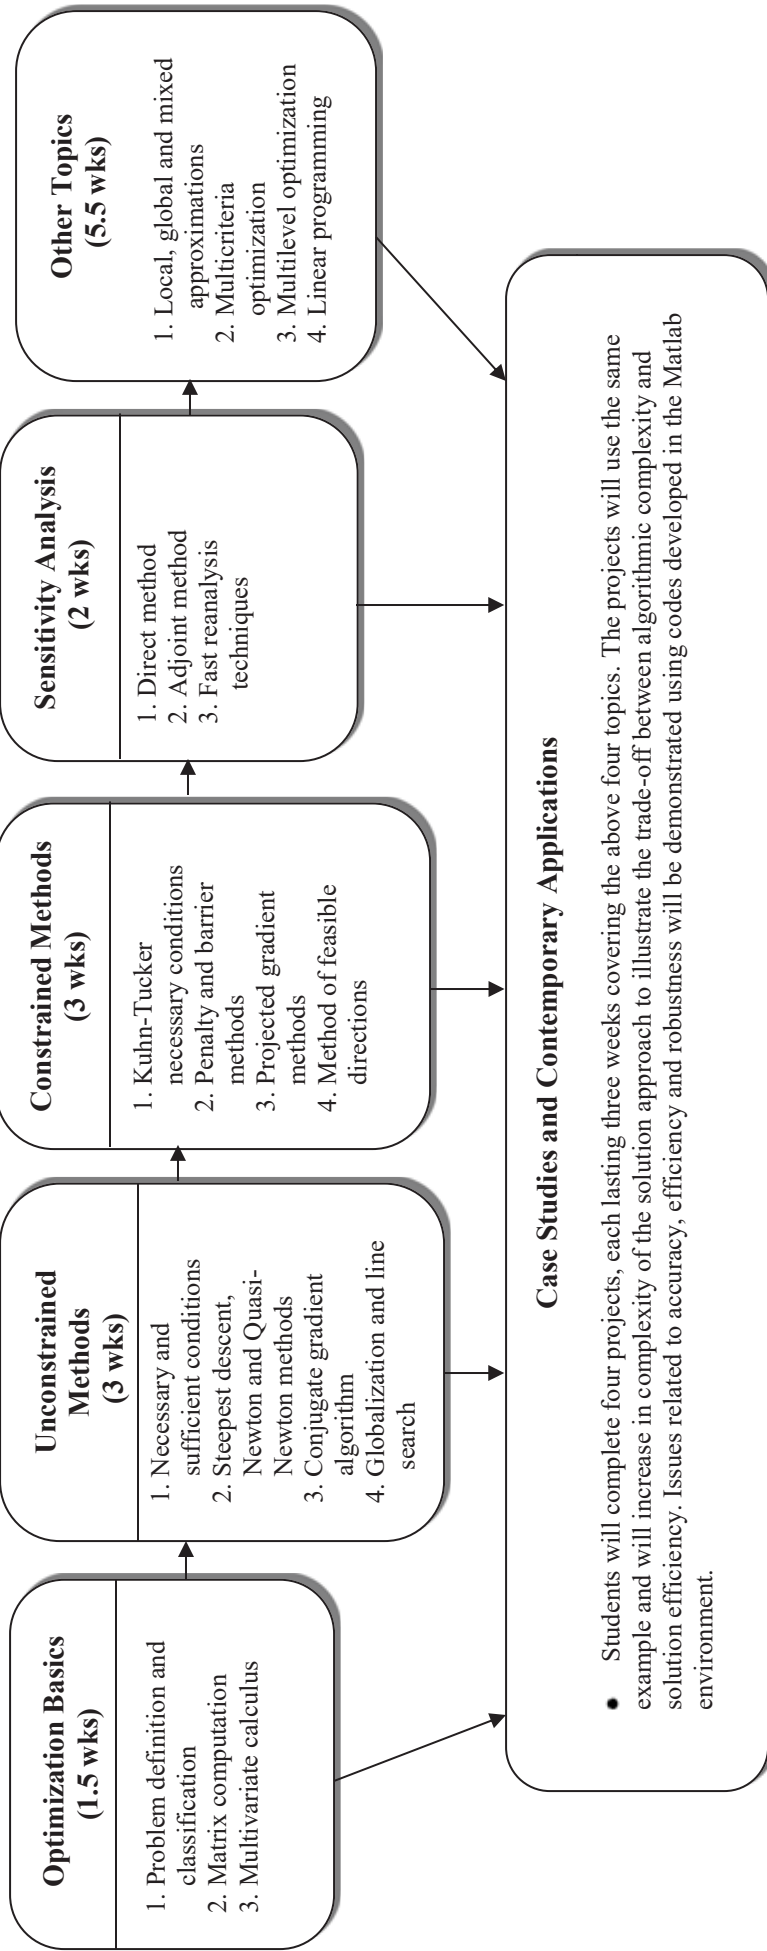 Optimization Basics
(1.5 wks)
1. Problem definition and
classification
2. Matrix computation
3. Multivariate calculus
Unconstrained
Methods
(3 wks)
1. Necessary and
sufficient conditions
2. Steepest descent,
Newton and Quasi-
Newton methods
3. Conjugate gradient
algorithm
4. Globalization and line
search
Constrained Methods
(3 wks)
1. Kuhn-Tucker
necessary conditions
2. Penalty and barrier
methods
3. Projected gradient
methods
4. Method of feasible
directions
Sensitivity Analysis
(2 wks)
1. Direct method
2. Adjoint method
3. Fast reanalysis
techniques
Other Topics
(5.5 wks)
1. Local, global and mixed
approximations
2. Multicriteria
optimization
3. Multilevel optimization
4. Linear programming
Case Studies and Contemporary Applications
• Students will complete four projects, each lasting three weeks covering the above four topics. The projects will use the same
example and will increase in complexity of the solution approach to illustrate the trade-off between algorithmic complexity and
solution efficiency. Issues related to accuracy, efficiency and robustness will be demonstrated using codes developed in the Matlab
environment.